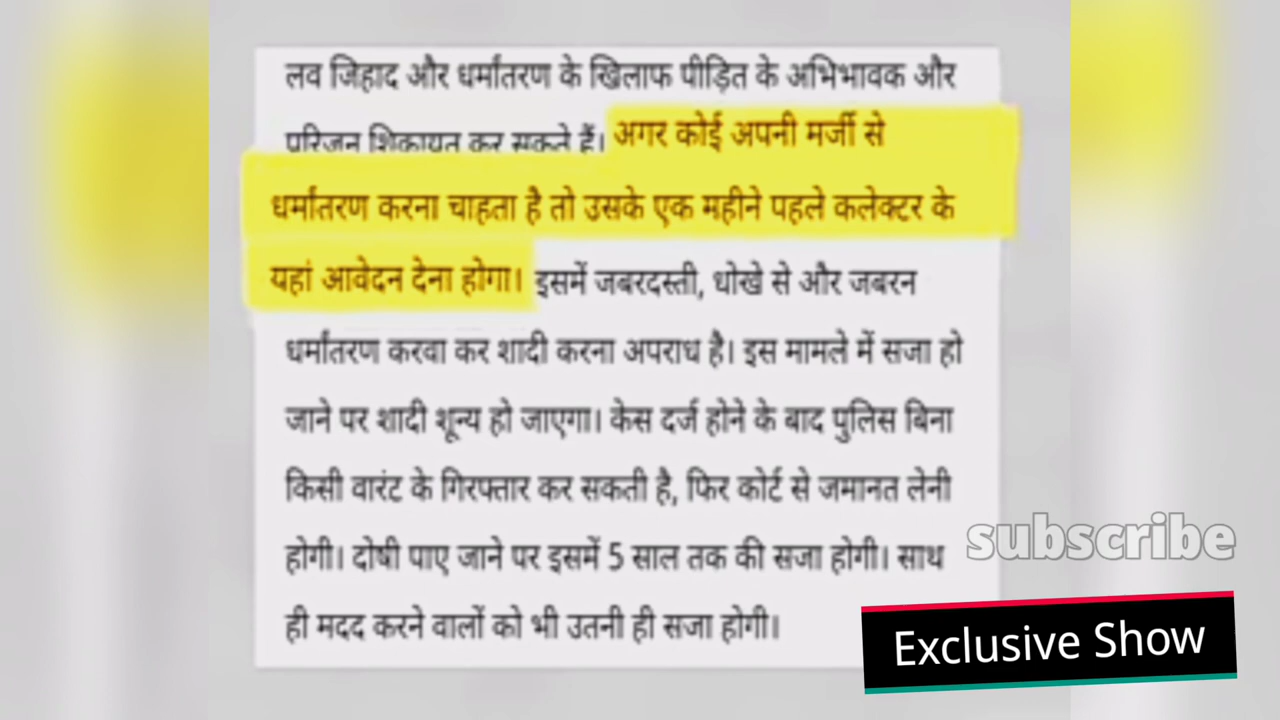 लव जिहाद और धर्मांतरण के खिलाफ पीड़ित के अभिभावक और
परिजन शिकायत कर सकते हैं। अगर कोई अपनी मर्जी से
धर्मांतरण करना चाहता है तो उसके एक महीने पहले कलेक्टर के
यहां आवेदन देना होगा। इसमें जबरदस्ती, धोखे से और जबरन
धर्मांतरण करवा कर शादी करना अपराध है। इस मामले में सजा हो
जाने पर शादी शून्य हो जाएगा। केस दर्ज होने के बाद पुलिस बिना
किसी वारंट के गिरफ्तार कर सकती है, फिर कोर्ट से जमानत लेनी
होगी। दोषी पाए जाने पर इसमें 5 साल तक की सजा होगी। साथ
ही मदद करने वालों को भी उतनी ही सजा होगी।
subscribe
Exclusive Show